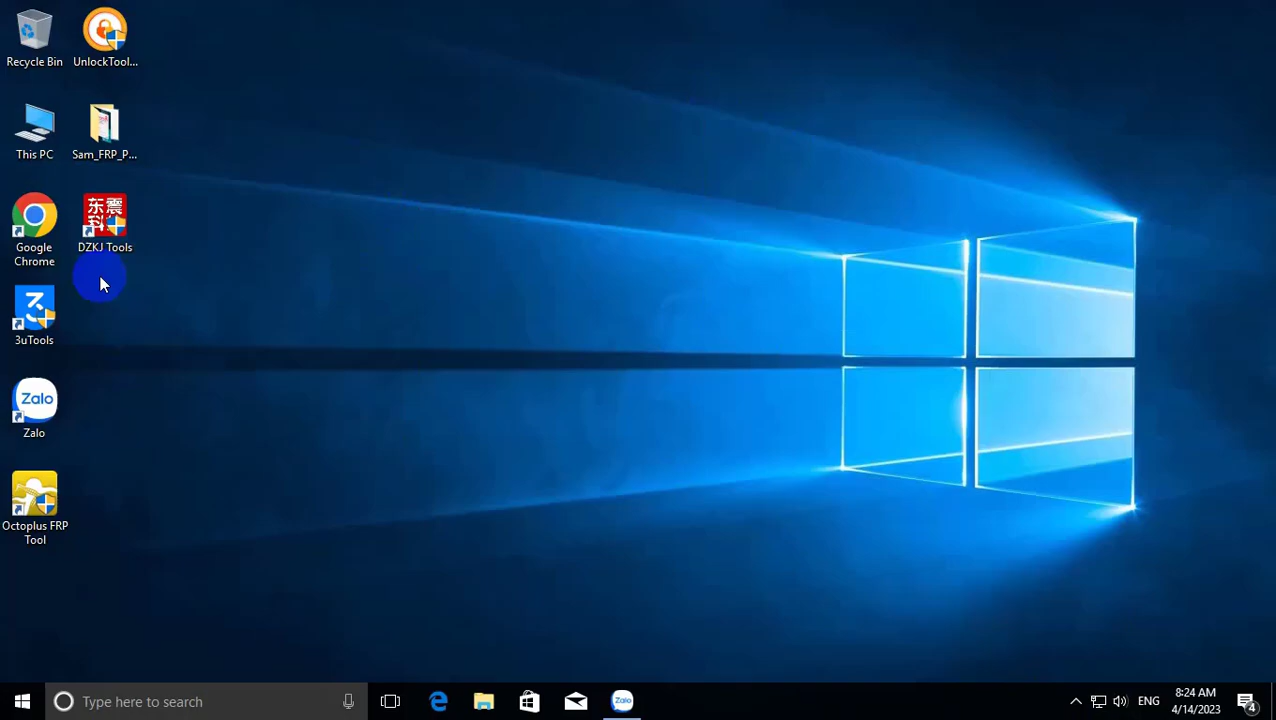 Recycle Bin
UnlockTool...
This PC
Sam_FRP_P...
Google
Chrome
东震
科
DZKJ Tools
3uTools
Zalo
Zalo
Octoplus FRP
Tool
Type here to search
Zalo
ENG
8:24 AM
4/14/2023
4